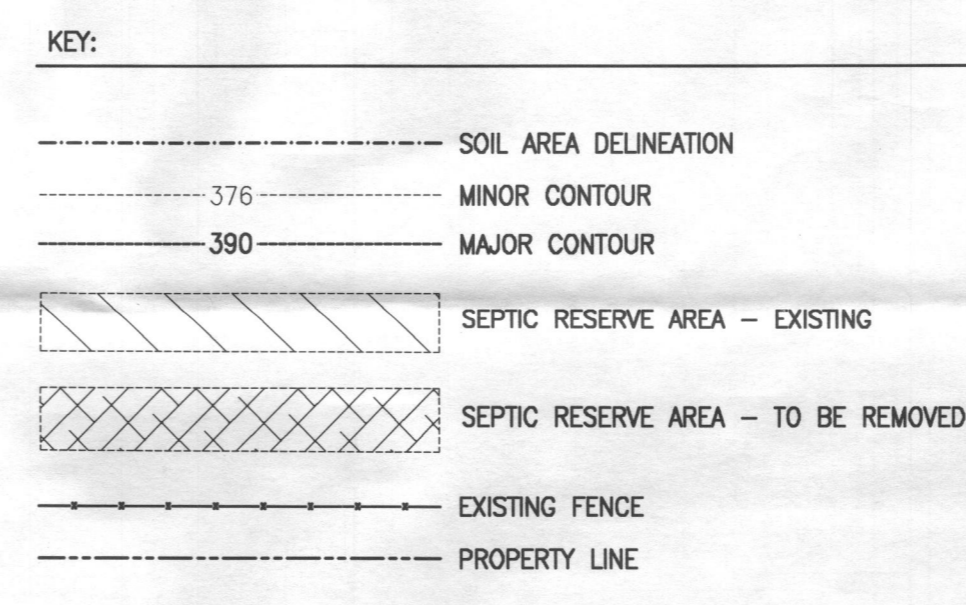 KEY:
SOIL AREA DELINEATION
376 MINOR CONTOUR
390 MAJOR CONTOUR
SEPTIC RESERVE AREA – EXISTING
SEPTIC RESERVE AREA – TO BE REMOVED
EXISTING FENCE
PROPERTY LINE